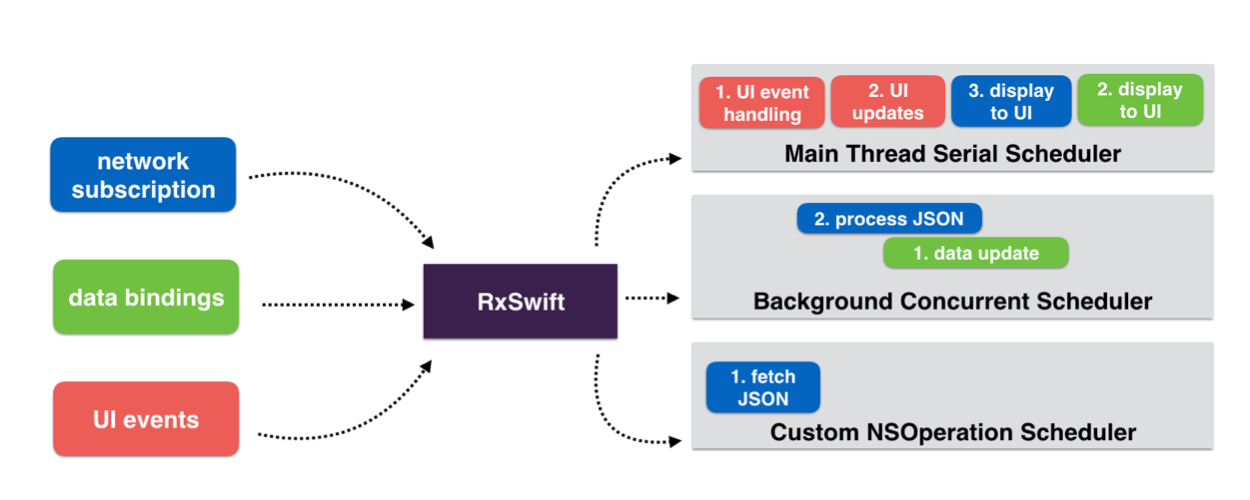 network
subscription
data bindings
UI events
RxSwift
1. UI event
handling
2. UI
updates
3. display
to UI
2. display
to UI
Main Thread Serial Scheduler
2. process JSON
1. data update
Background Concurrent Scheduler
1. fetch
JSON
Custom NSOperation Scheduler